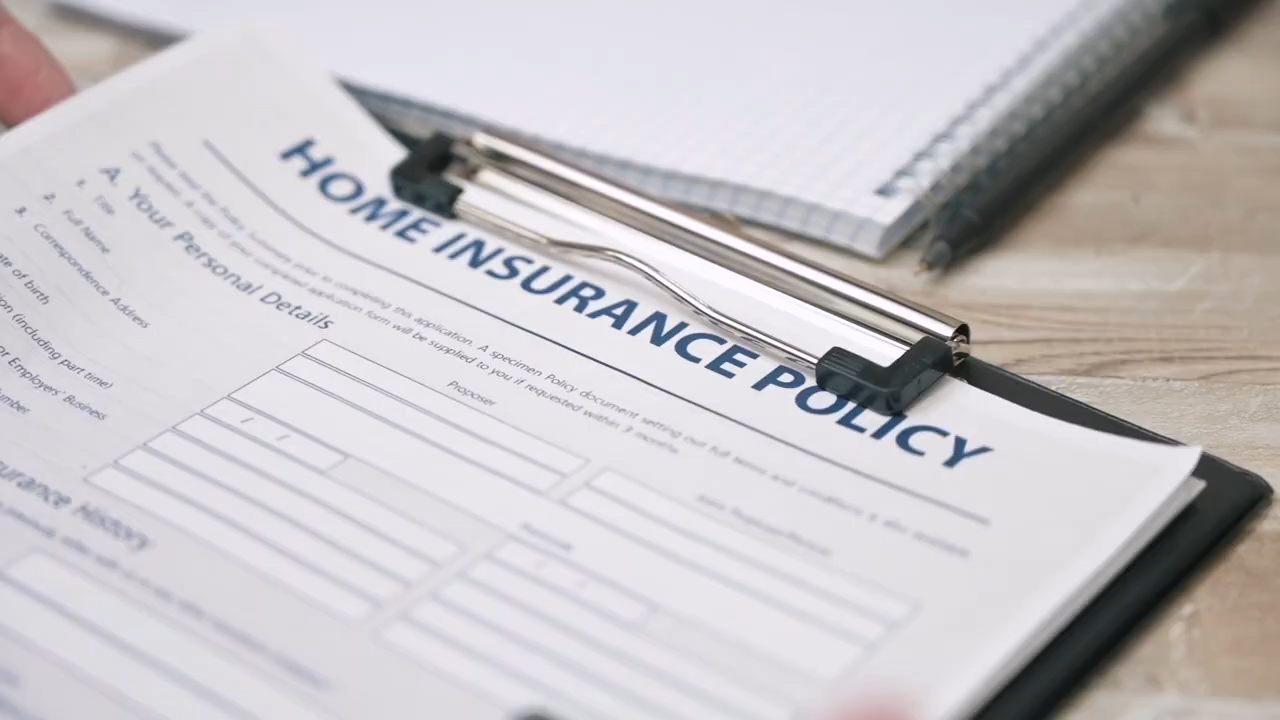 HOME INSURANCE POLICY
Please read the Policy Summary prior to completing this application. A specimen Policy document setting out full terms and conditions is also available
on request. A copy of your completed application form will be supplied to you if requested within 3 months.
A. Your Personal Details
Proposer
1. Title
2. Full Name
3. Correspondence Address
ate of birth
tion (including part time)
or Employers' Business
umber
urance History